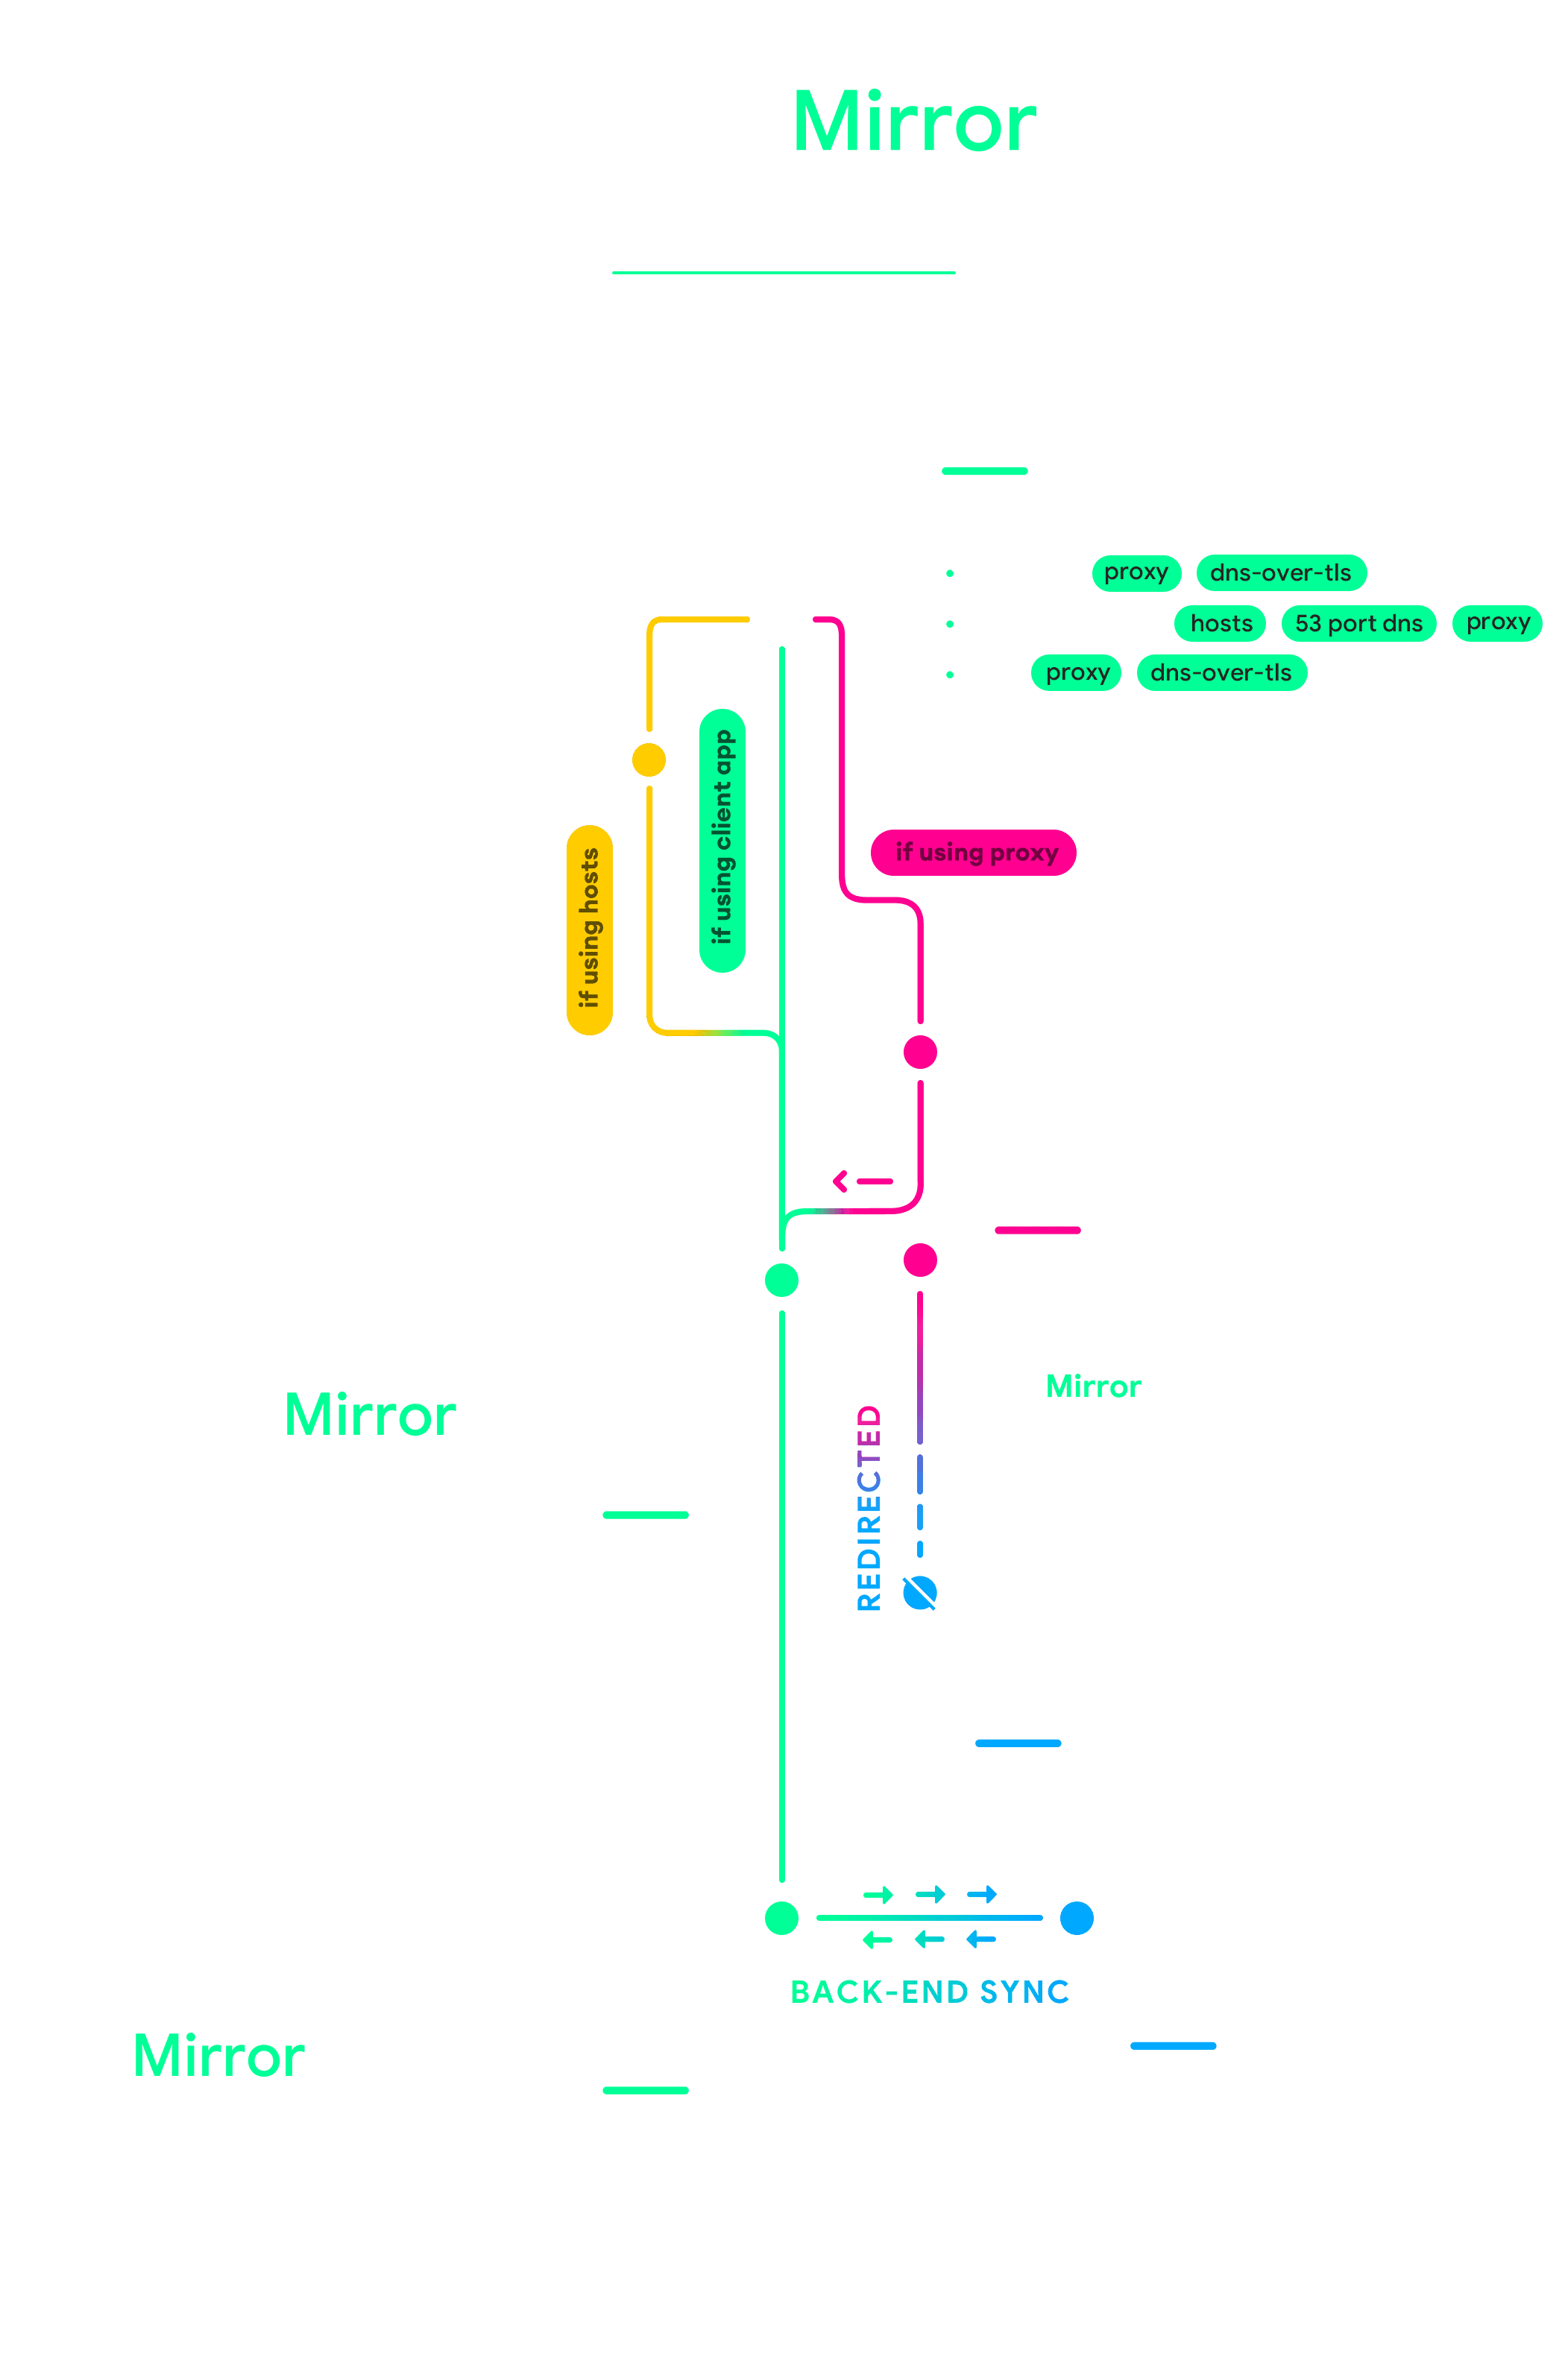 Mirror
proxy dns-over-tls
hosts 53 port dns proxy
proxy dns-over-tls
if using client app
if using hosts
if using proxy
Mirror
Mirror
REDIRECTED
BACK-END SYNC
Mirror